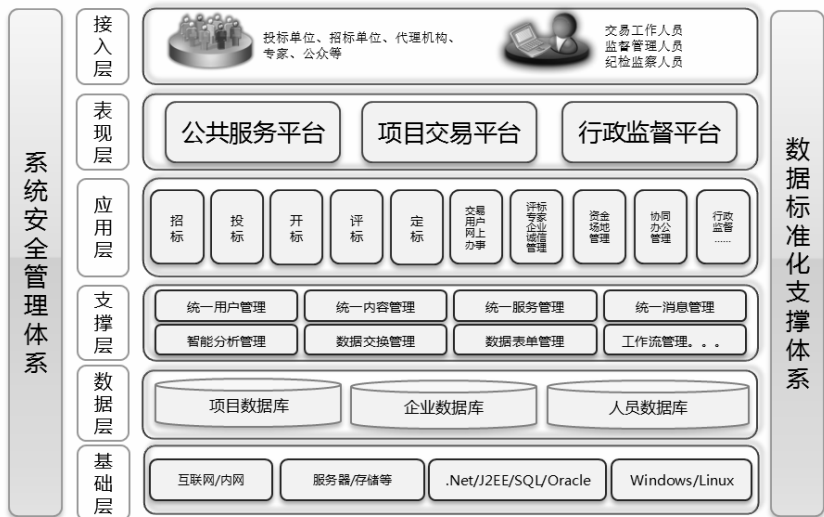 系统安全管理体系
接入层
投标单位、招标单位、代理机构、
专家、公众等
交易工作人员
监督管理人员
纪检监察人员
表现层
公共服务平台
项目交易平台
行政监督平台
应用层
招标
投标
开标
评标
定标
交易
用户
网上
办事
评标
专家
企业
诚信
管理
资金
场地
管理
协同
办公
管理
行政
监督
……
支撑层
统一用户管理
统一内容管理
统一服务管理
统一消息管理
智能分析管理
数据交换管理
数据表单管理
工作流管理。。。
数据层
项目数据库
企业数据库
人员数据库
基础层
互联网/内网
服务器/存储等
.Net/J2EE/SQL/Oracle
Windows/Linux
数据标准化支撑体系